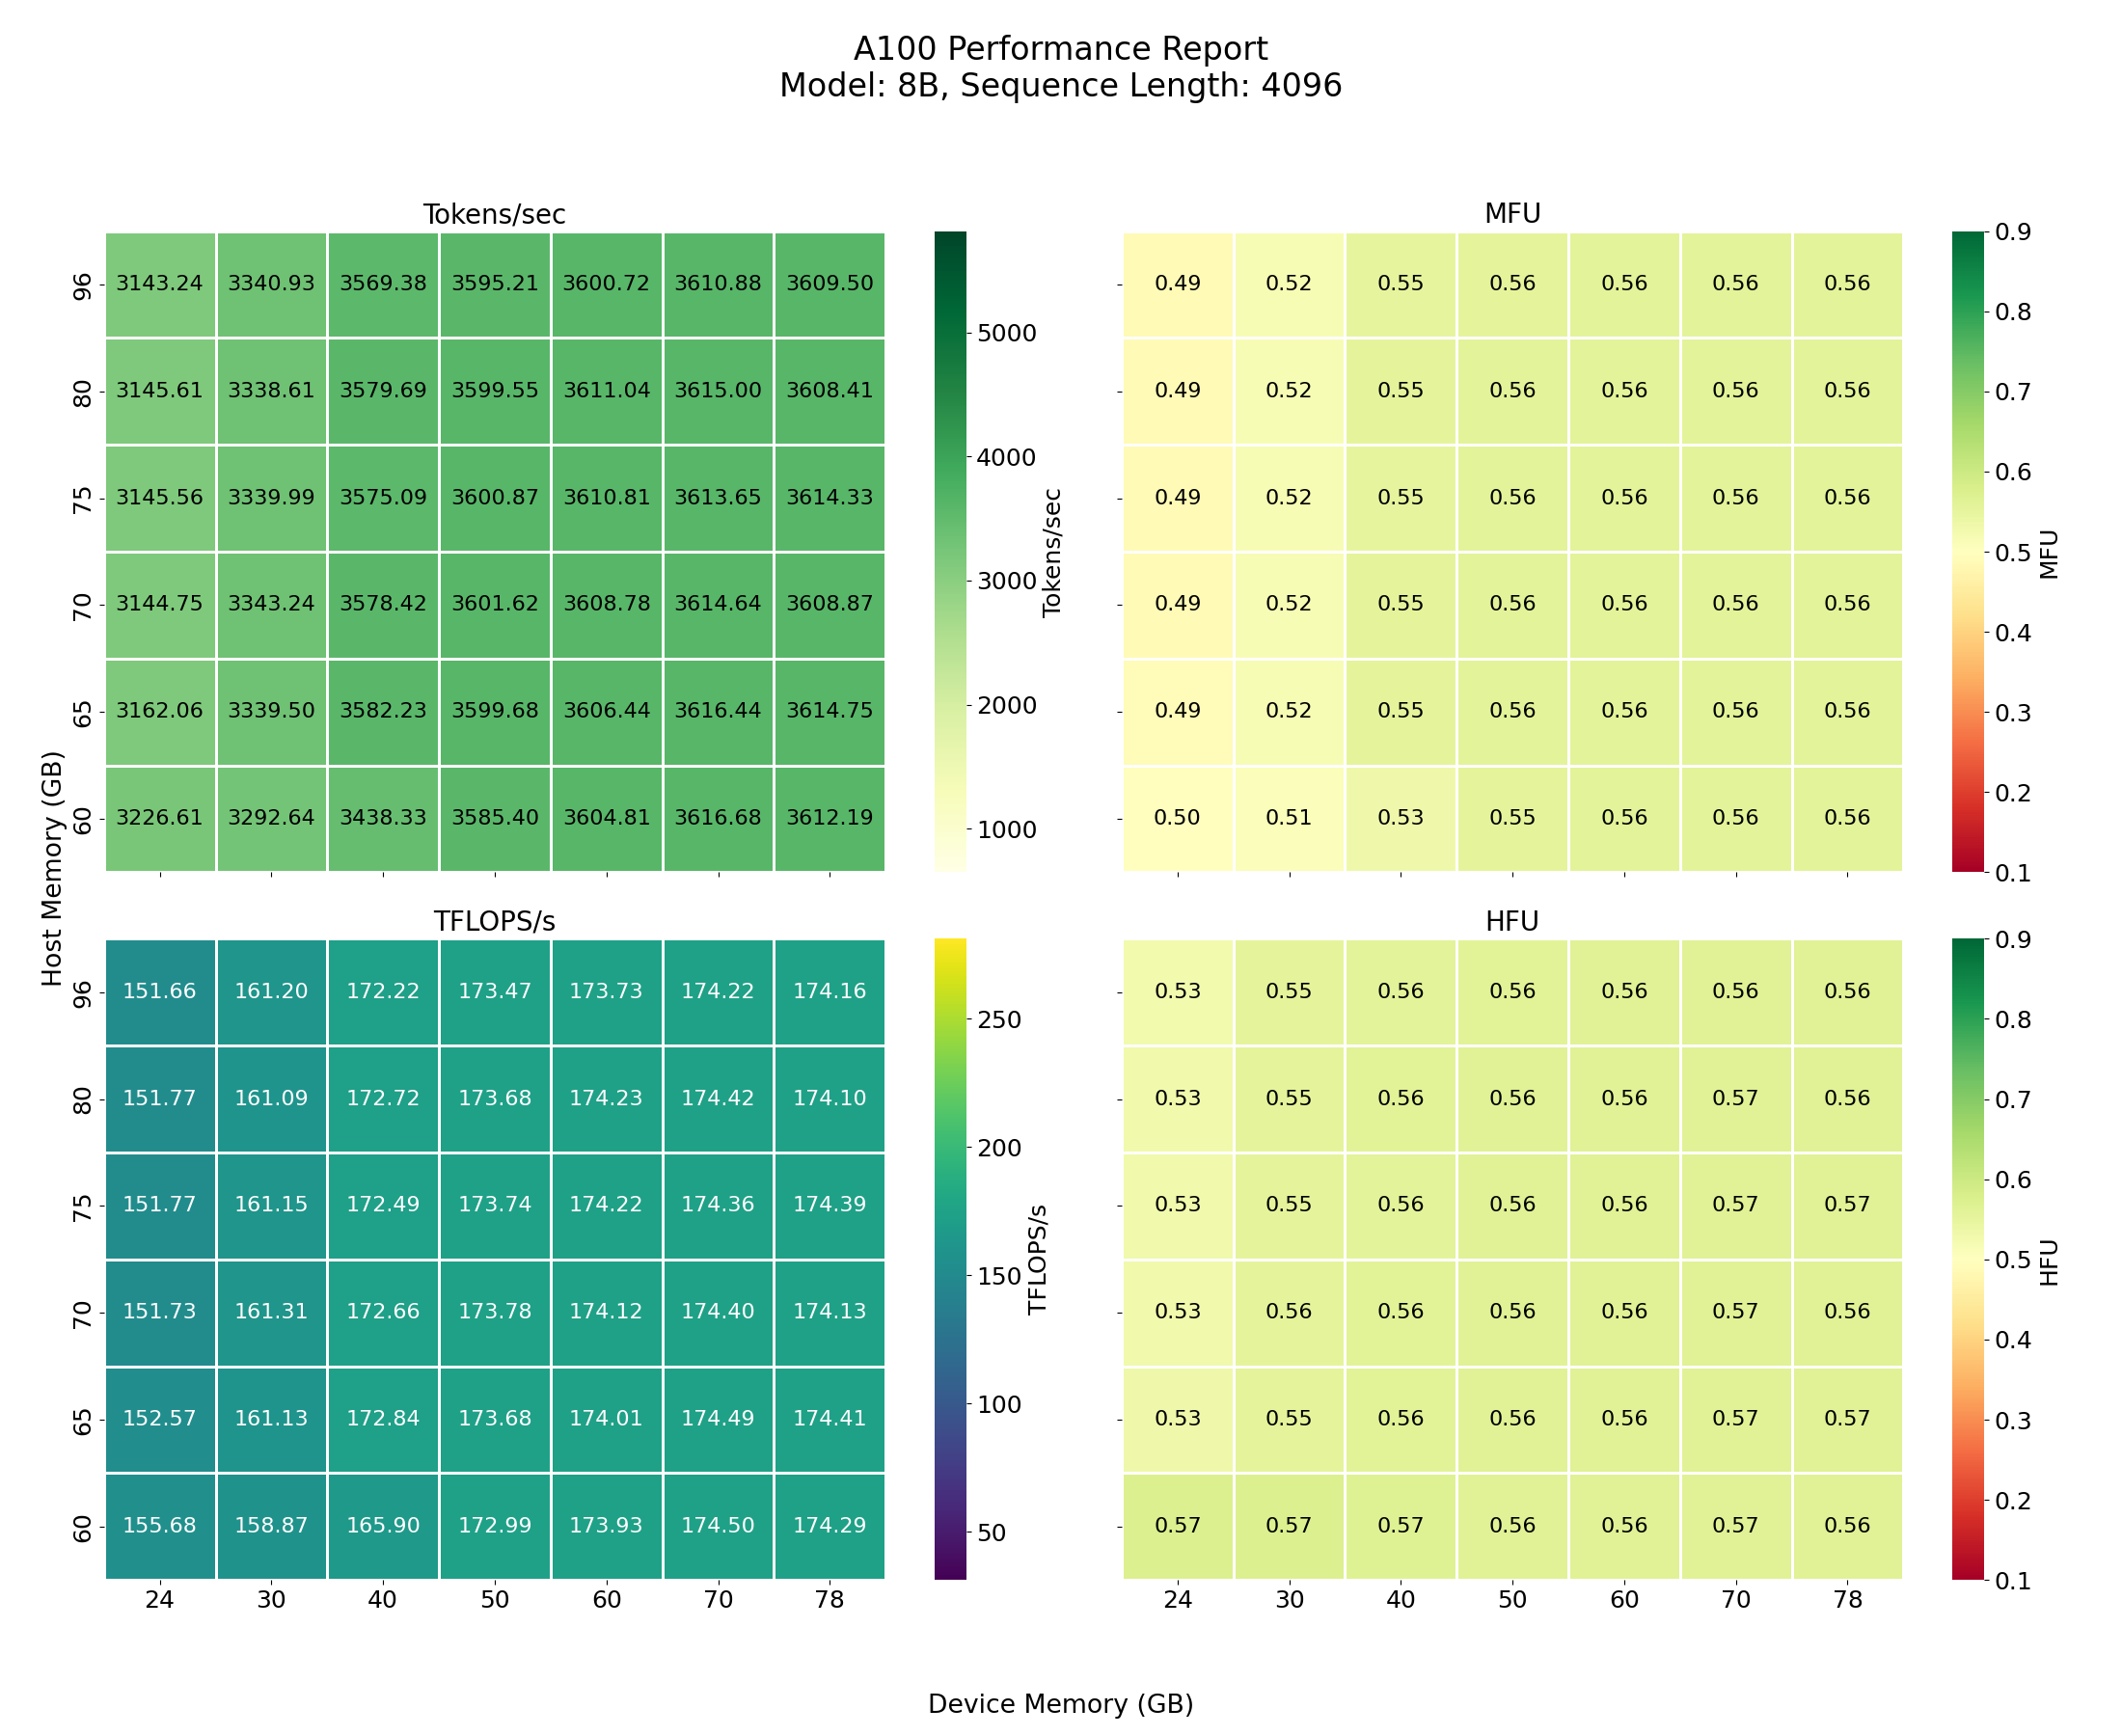 A100 Performance Report
Model: 8B, Sequence Length: 4096
Tokens/sec
96 3143.24 3340.93 3569.38 3595.21 3600.72 3610.88 3609.50
80 3145.61 3338.61 3579.69 3599.55 3611.04 3615.00 3608.41
75 3145.56 3339.99 3575.09 3600.87 3610.81 3613.65 3614.33
70 3144.75 3343.24 3578.42 3601.62 3608.78 3614.64 3608.87
65 3162.06 3339.50 3582.23 3599.68 3606.44 3616.44 3614.75
60 3226.61 3292.64 3438.33 3585.40 3604.81 3616.68 3612.19
5000
4000
3000
2000
1000
Tokens/sec
MFU
0.49 0.52 0.55 0.56 0.56 0.56 0.56
0.49 0.52 0.55 0.56 0.56 0.56 0.56
0.49 0.52 0.55 0.56 0.56 0.56 0.56
0.49 0.52 0.55 0.56 0.56 0.56 0.56
0.49 0.52 0.55 0.56 0.56 0.56 0.56
0.50 0.51 0.53 0.55 0.56 0.56 0.56
0.9
0.8
0.7
0.6
0.5
0.4
0.3
0.2
0.1
MFU
Host Memory (GB)
TFLOPS/s
96 151.66 161.20 172.22 173.47 173.73 174.22 174.16
80 151.77 161.09 172.72 173.68 174.23 174.42 174.10
75 151.77 161.15 172.49 173.74 174.22 174.36 174.39
70 151.73 161.31 172.66 173.78 174.12 174.40 174.13
65 152.57 161.13 172.84 173.68 174.01 174.49 174.41
60 155.68 158.87 165.90 172.99 173.93 174.50 174.29
24 30 40 50 60 70 78
250
200
150
100
50
TFLOPS/s
HFU
0.53 0.55 0.56 0.56 0.56 0.56 0.56
0.53 0.55 0.56 0.56 0.56 0.57 0.56
0.53 0.55 0.56 0.56 0.56 0.57 0.57
0.53 0.56 0.56 0.56 0.56 0.57 0.56
0.53 0.55 0.56 0.56 0.56 0.57 0.57
0.57 0.57 0.57 0.56 0.56 0.57 0.56
24 30 40 50 60 70 78
0.9
0.8
0.7
0.6
0.5
0.4
0.3
0.2
0.1
HFU
Device Memory (GB)